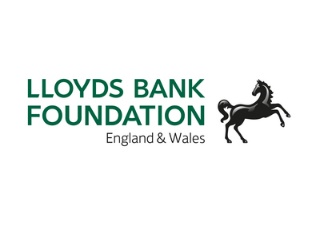 LLOYDS BANK
FOUNDATION
England & Wales